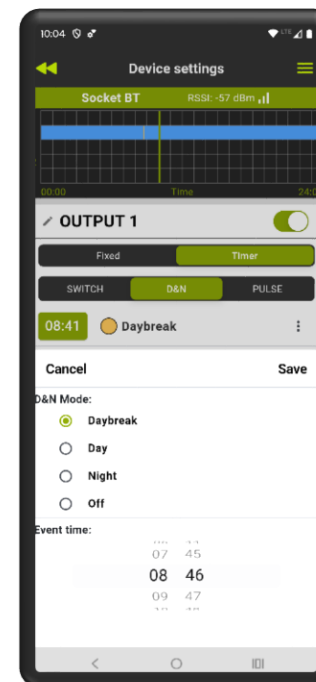 10:04 LTE
Device settings
Socket BT RSSI: -57 dBm
00:00 Time 24:0
OUTPUT 1
Fixed Timer
SWITCH D&N PULSE
08:41 Daybreak
Cancel Save
D&N Mode:
Daybreak
Day
Night
Off
Event time:
07 45
08 46
09 47